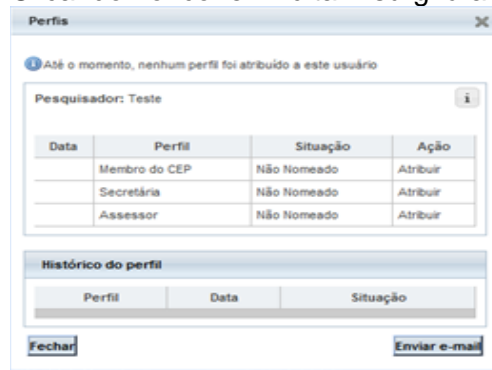 Perfis
Até o momento, nenhum perfil foi atribuído a este usuário
Pesquisador: Teste
i
Data Perfil Situação Ação
Membro do CEP Não Nomeado Atribuir
Secretária Não Nomeado Atribuir
Assessor Não Nomeado Atribuir
Histórico do perfil
Perfil Data Situação
Fechar Enviar e-mail